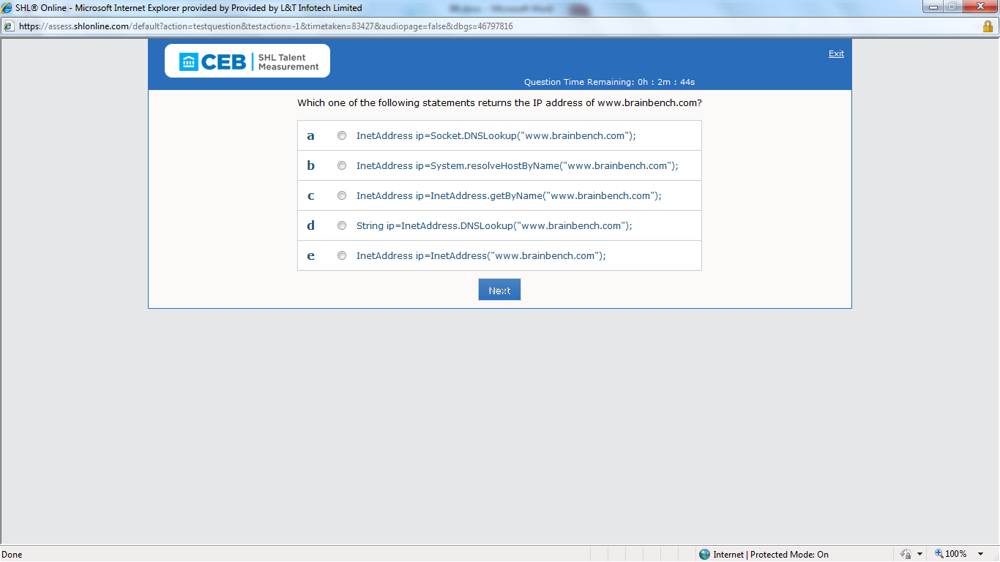 SHL® Online - Microsoft Internet Explorer provided by Provided by L&T Infotech Limited
https://assess.shlonline.com/default?action=testquestion&testaction=-1&timetaken=83427&audiopage=false&dbgs=46797816
CEB SHL Talent Measurement
Exit
Question Time Remaining: 0h : 2m : 44s
Which one of the following statements returns the IP address of www.brainbench.com?
a InetAddress ip=Socket.DNSLookup("www.brainbench.com");
b InetAddress ip=System.resolveHostByName("www.brainbench.com");
c InetAddress ip=InetAddress.getByName("www.brainbench.com");
d String ip=InetAddress.DNSLookup("www.brainbench.com");
e InetAddress ip=InetAddress("www.brainbench.com");
Next
Done
Internet | Protected Mode: On
100%